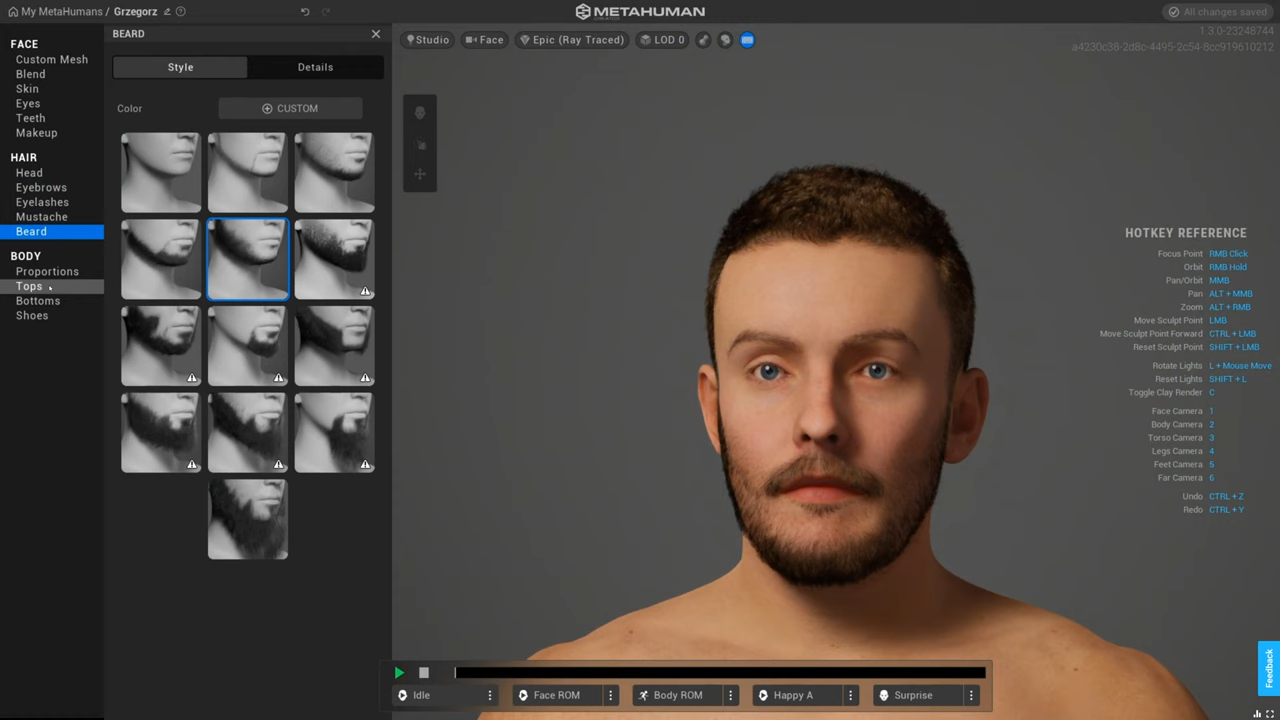 My MetaHumans / Grzegorz
METAHUMAN
All changes saved
1.3.0-23248744
a4230c38-2d8c-4495-2c54-8cc919610212
FACE
Custom Mesh
Blend
Skin
Eyes
Teeth
Makeup
HAIR
Head
Eyebrows
Eyelashes
Mustache
Beard
BODY
Proportions
Tops
Bottoms
Shoes
BEARD
Style
Details
Color
CUSTOM
Studio
Face
Epic (Ray Traced)
LOD 0
HOTKEY REFERENCE
Focus Point RMB Click
Orbit RMB Hold
Pan/Orbit MMB
Pan ALT + MMB
Zoom ALT + RMB
Move Sculpt Point LMB
Move Sculpt Point Forward CTRL + LMB
Reset Sculpt Point SHIFT + LMB
Rotate Lights L + Mouse Move
Reset Lights SHIFT + L
Toggle Clay Render C
Face Camera 1
Body Camera 2
Torso Camera 3
Legs Camera 4
Feet Camera 5
Far Camera 6
Undo CTRL + Z
Redo CTRL + Y
Idle
Face ROM
Body ROM
Happy A
Surprise
Feedback